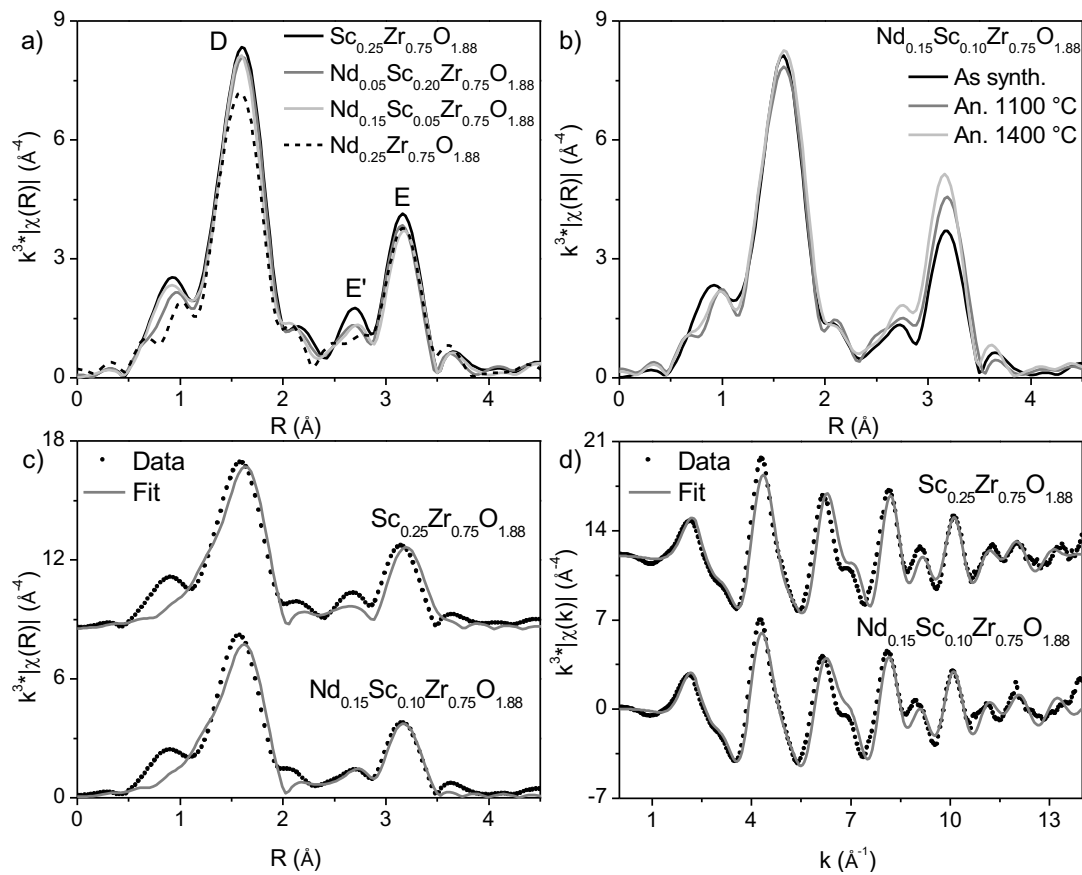 a)
D
Sc0.25Zr0.75O1.88
Nd0.05Sc0.20Zr0.75O1.88
Nd0.15Sc0.05Zr0.75O1.88
Nd0.25Zr0.75O1.88
E
E'
9
6
3
0
k3*|χ(R)| (Å-4)
0 1 2 3 4
R (Å)
b)
Nd0.15Sc0.10Zr0.75O1.88
As synth.
An. 1100 °C
An. 1400 °C
9
6
3
0
k3*|χ(R)| (Å-4)
0 1 2 3 4
R (Å)
c)
Data
Fit
Sc0.25Zr0.75O1.88
Nd0.15Sc0.10Zr0.75O1.88
18
12
6
0
k3*|χ(R)| (Å-4)
0 1 2 3 4
R (Å)
d)
Data
Fit
Sc0.25Zr0.75O1.88
Nd0.15Sc0.10Zr0.75O1.88
21
14
7
0
-7
k3*|χ(k)| (Å-4)
1 4 7 10 13
k (Å-1)